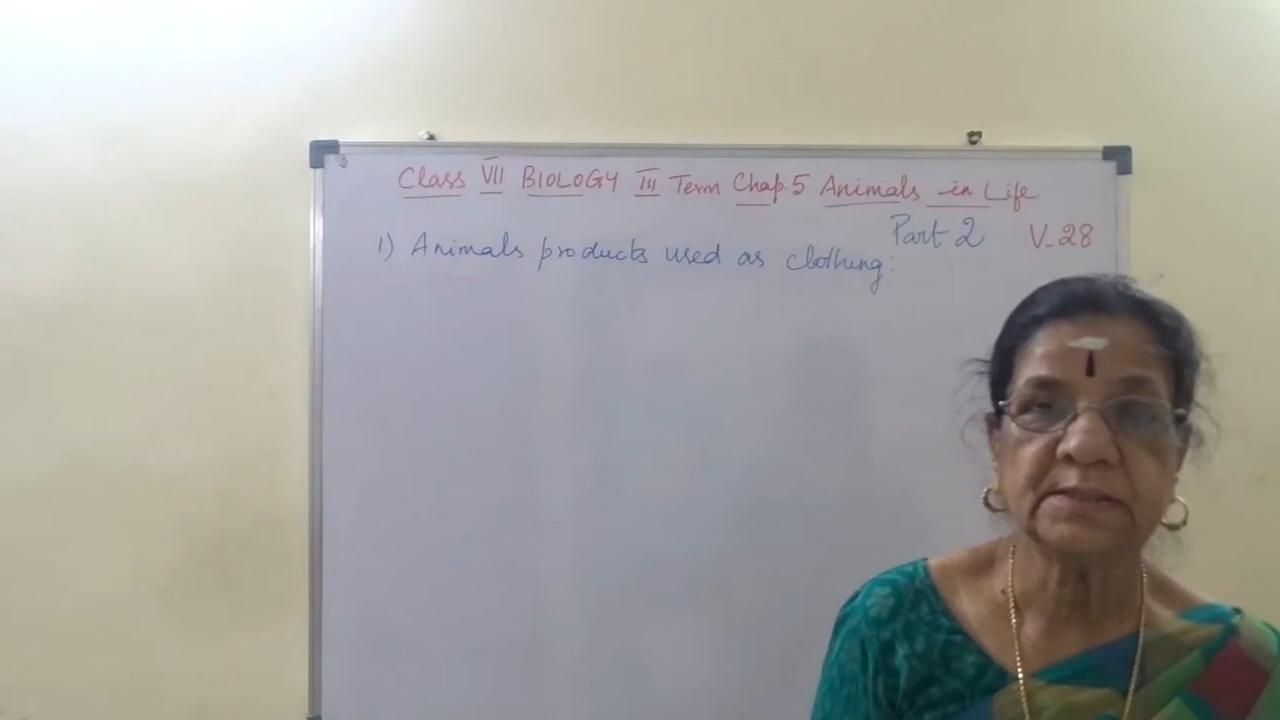 Class VII BIOLOGY III Term Chap.5 Animals in Life
Part 2 V-28
1) Animals products used as clothing: